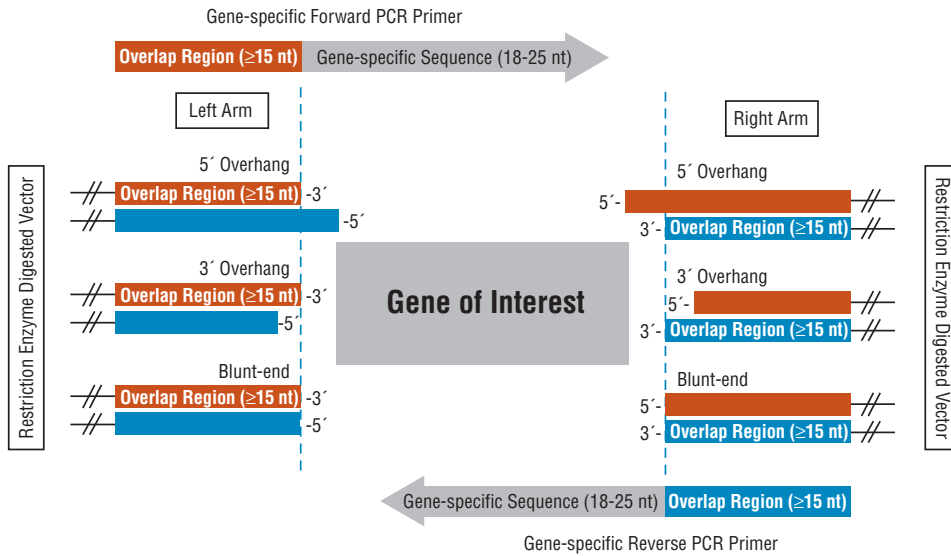 Gene-specific Forward PCR Primer
Overlap Region (≥15 nt)
Gene-specific Sequence (18-25 nt)
Left Arm
Right Arm
Restriction Enzyme Digested Vector
5´ Overhang
Overlap Region (≥15 nt)
-3´
-5´
3´ Overhang
Overlap Region (≥15 nt)
-3´
-5´
Blunt-end
Overlap Region (≥15 nt)
-3´
-5´
Gene of Interest
5´ Overhang
5´-
3´-
Overlap Region (≥15 nt)
3´ Overhang
5´-
3´-
Overlap Region (≥15 nt)
Blunt-end
5´-
3´-
Overlap Region (≥15 nt)
Restriction Enzyme Digested Vector
Gene-specific Sequence (18-25 nt)
Overlap Region (≥15 nt)
Gene-specific Reverse PCR Primer